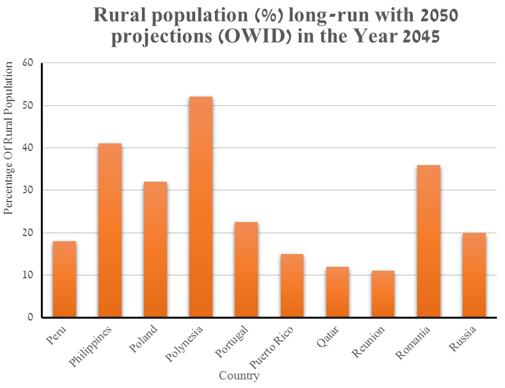 Rural population (%) long-run with 2050
projections (OWID) in the Year 2045
Percentage Of Rural Population
60
50
40
30
20
10
0
Peru
Philippines
Poland
Polynesia
Portugal
Puerto Rico
Qatar
Reunion
Romania
Russia
Country